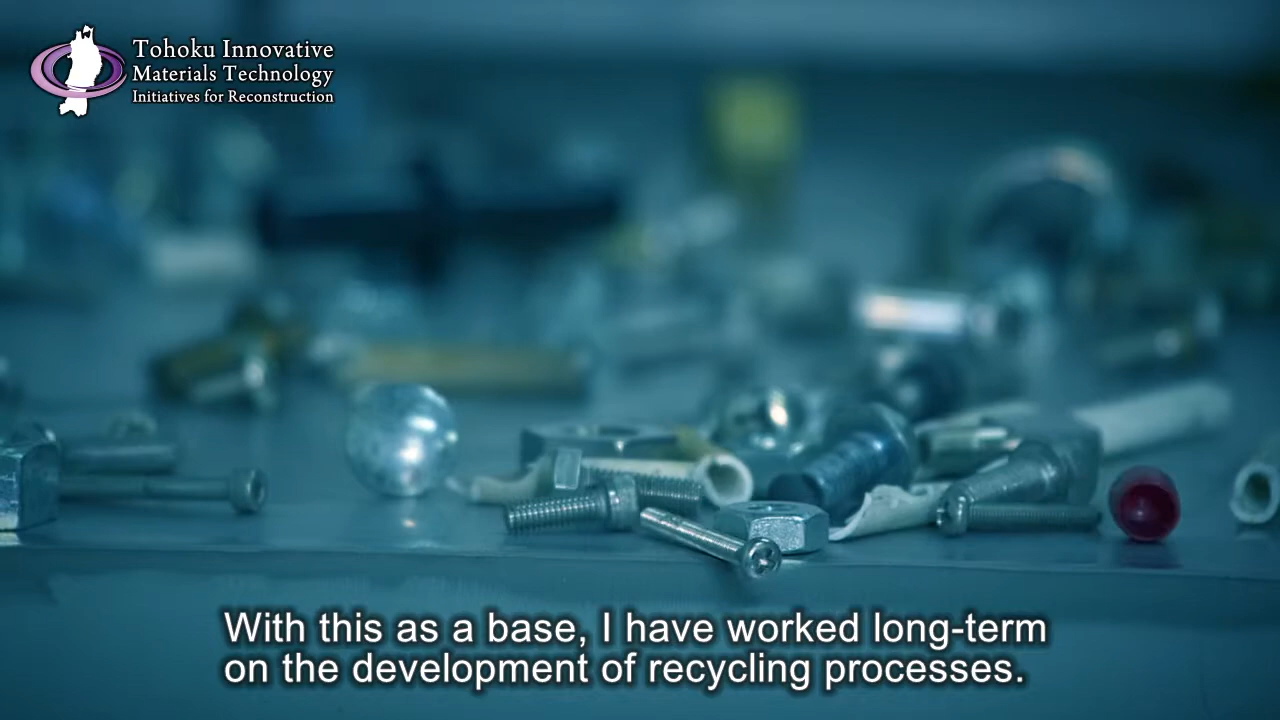 Tohoku Innovative
Materials Technology
Initiatives for Reconstruction
With this as a base, I have worked long-term
on the development of recycling processes.